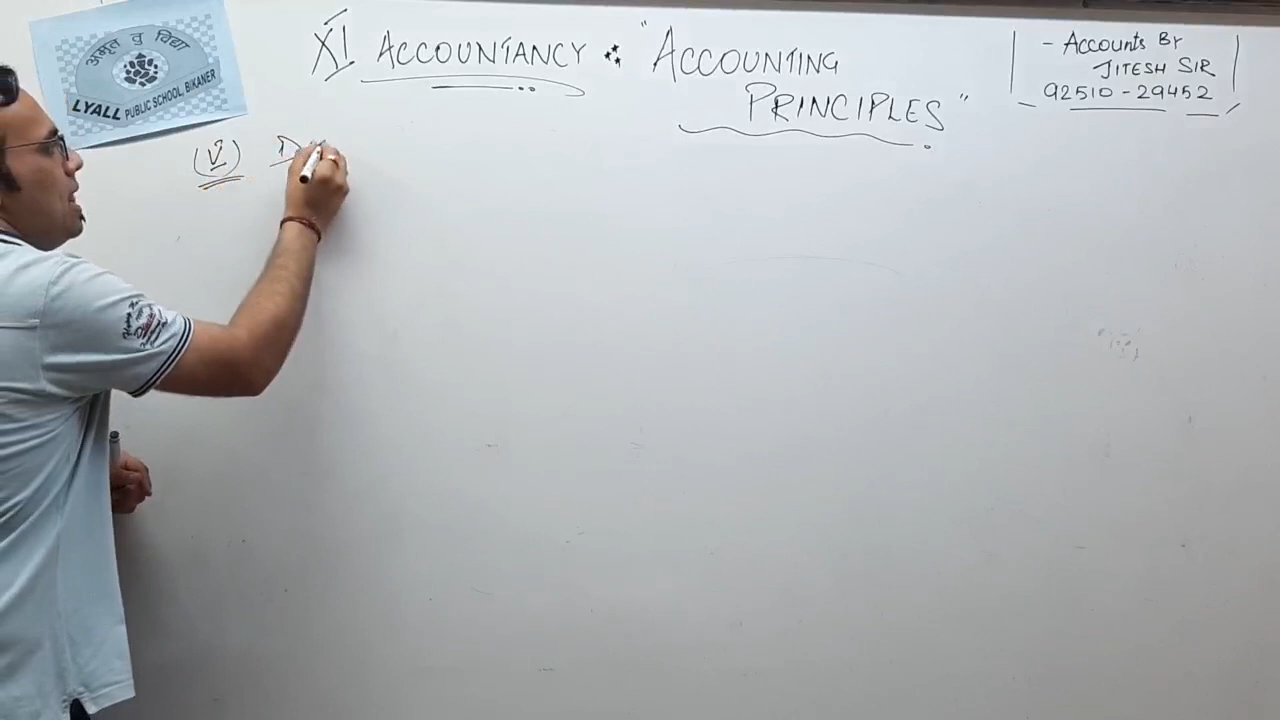 अमृतं तु विद्या
LYALL PUBLIC SCHOOL, BIKANER
XI ACCOUNTANCY : "ACCOUNTING
PRINCIPLES"
- Accounts By
JITESH SIR
92510-29452
(V) D